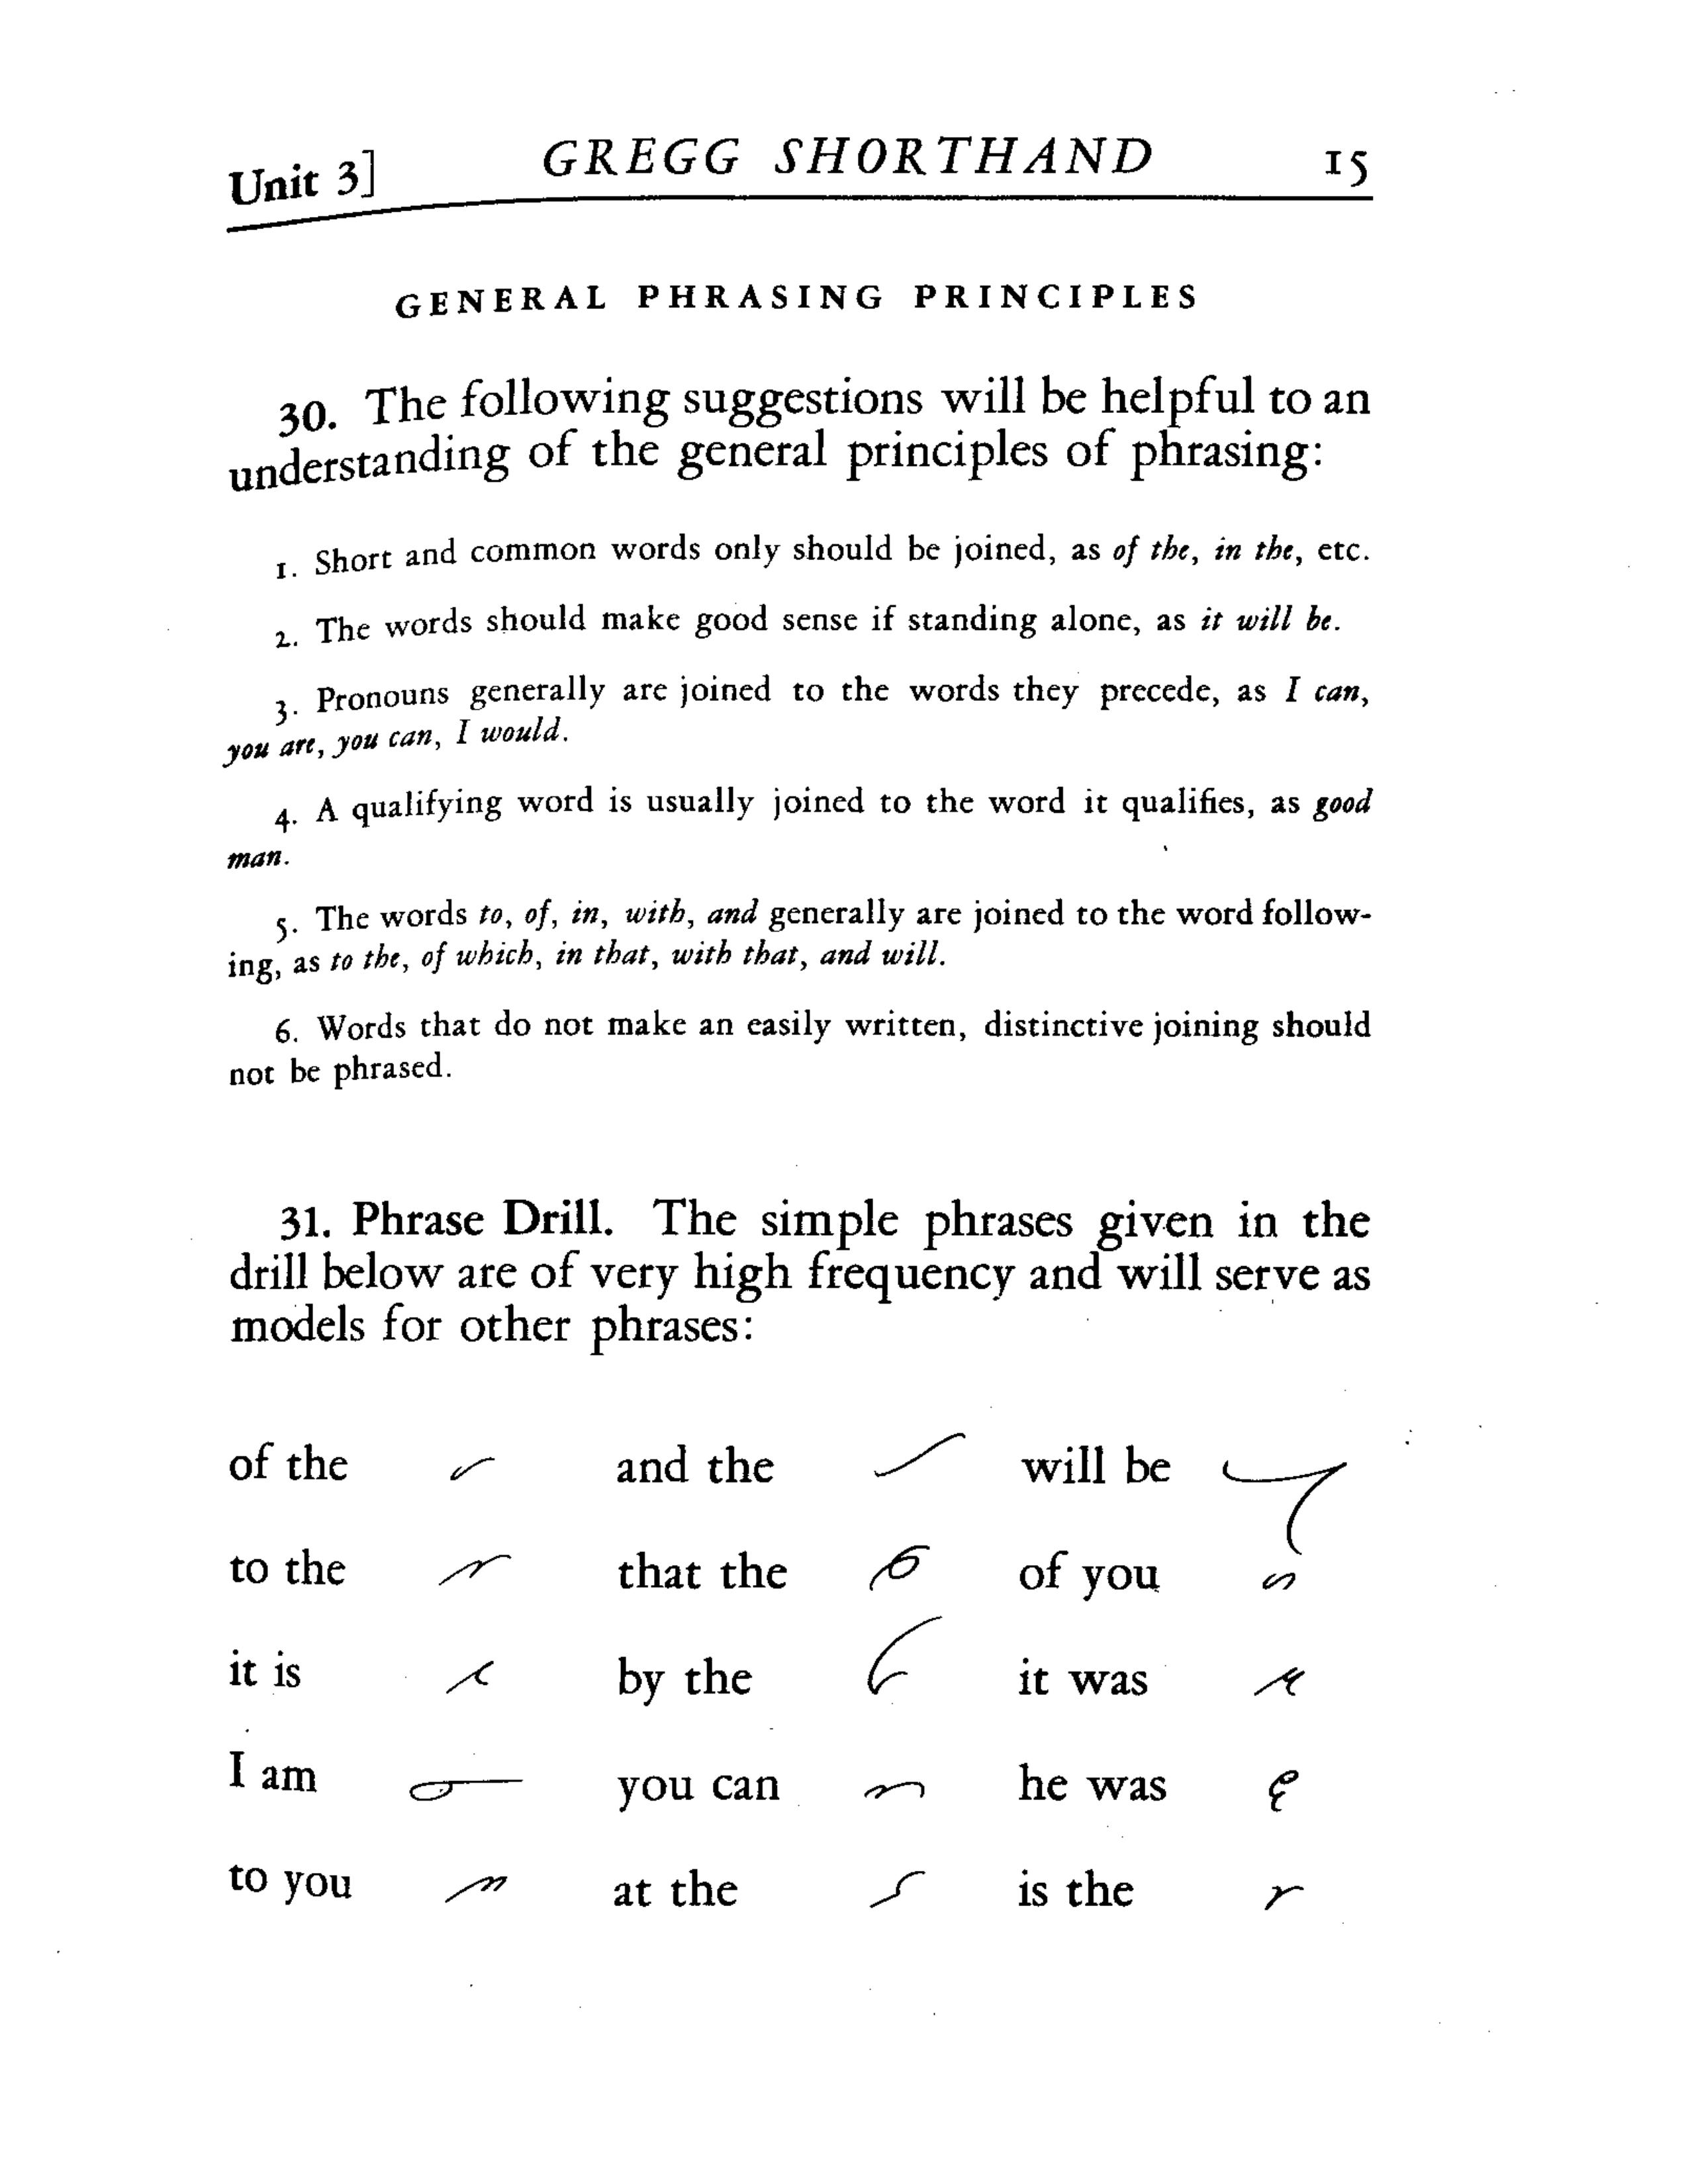 Unit 3] GREGG SHORTHAND 15
GENERAL PHRASING PRINCIPLES
30. The following suggestions will be helpful to an
understanding of the general principles of phrasing:
1. Short and common words only should be joined, as of the, in the, etc.
2. The words should make good sense if standing alone, as it will be.
3. Pronouns generally are joined to the words they precede, as I can,
you are, you can, I would.
4. A qualifying word is usually joined to the word it qualifies, as good
man.
5. The words to, of, in, with, and generally are joined to the word follow-
ing, as to the, of which, in that, with that, and will.
6. Words that do not make an easily written, distinctive joining should
not be phrased.
31. Phrase Drill. The simple phrases given in the
drill below are of very high frequency and will serve as
models for other phrases:
of the and the will be
to the that the of you
it is by the it was
I am you can he was
to you at the is the